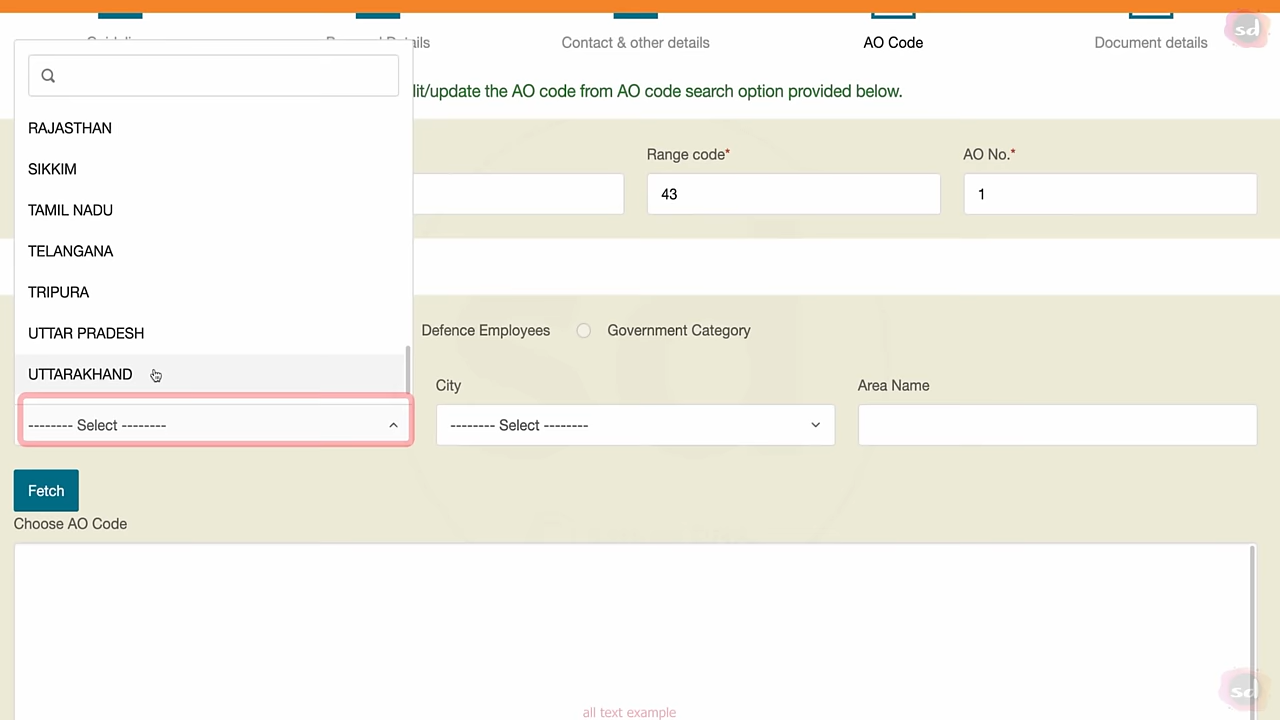 Contact & other details
AO Code
Document details
sd
lit/update the AO code from AO code search option provided below.
RAJASTHAN
SIKKIM
TAMIL NADU
TELANGANA
TRIPURA
UTTAR PRADESH
UTTARAKHAND
-------- Select --------
Range code*
43
AO No.*
1
Defence Employees
Government Category
City
-------- Select --------
Area Name
Fetch
Choose AO Code
sd
all text example